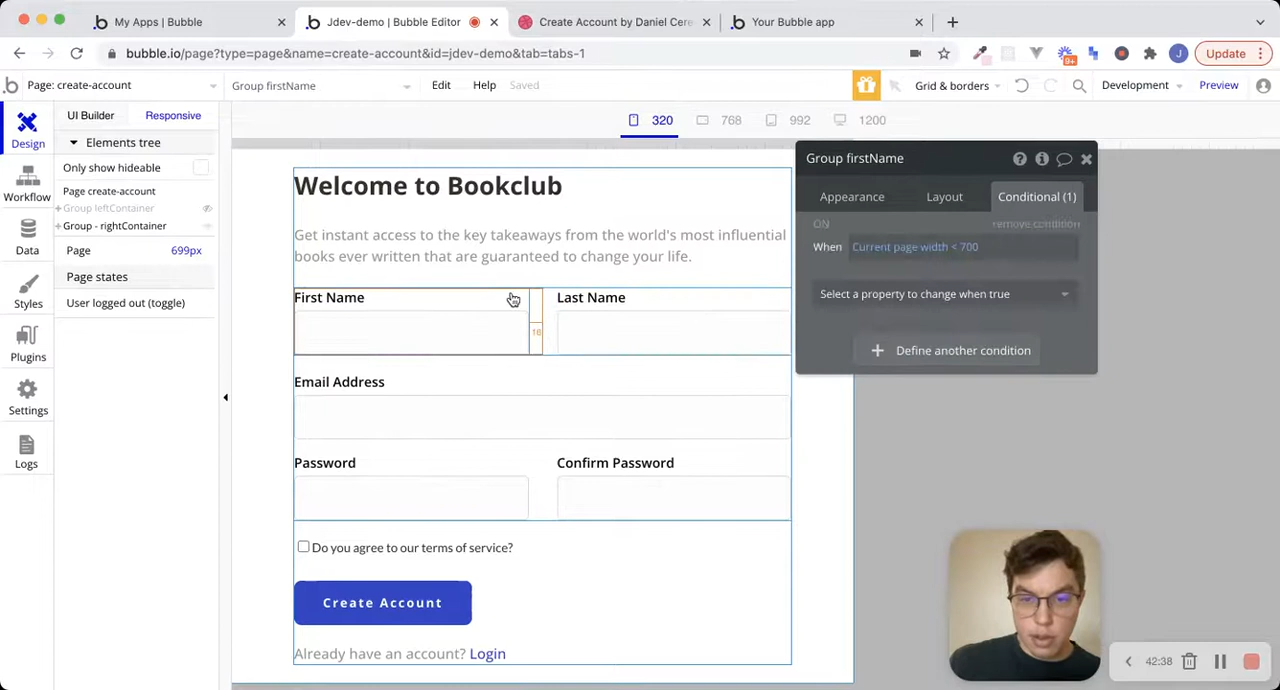 My Apps | Bubble
Jdev-demo | Bubble Editor
Create Account by Daniel Cere
Your Bubble app
bubble.io/page?type=page&name=create-account&id=jdev-demo&tab=tabs-1
9+
J
Update
Page: create-account
Group firstName
Edit
Help
Saved
Grid & borders
Development
Preview
Design
Workflow
Data
Styles
Plugins
Settings
Logs
UI Builder
Responsive
Elements tree
Only show hideable
Page create-account
Group leftContainer
Group - rightContainer
Page
699px
Page states
User logged out (toggle)
320
768
992
1200
Welcome to Bookclub
Get instant access to the key takeaways from the world's most influential
books ever written that are guaranteed to change your life.
First Name
Last Name
16
Email Address
Password
Confirm Password
Do you agree to our terms of service?
Create Account
Already have an account? Login
Group firstName
Appearance
Layout
Conditional (1)
ON
remove condition
When
Current page width < 700
Select a property to change when true
Define another condition
42:38